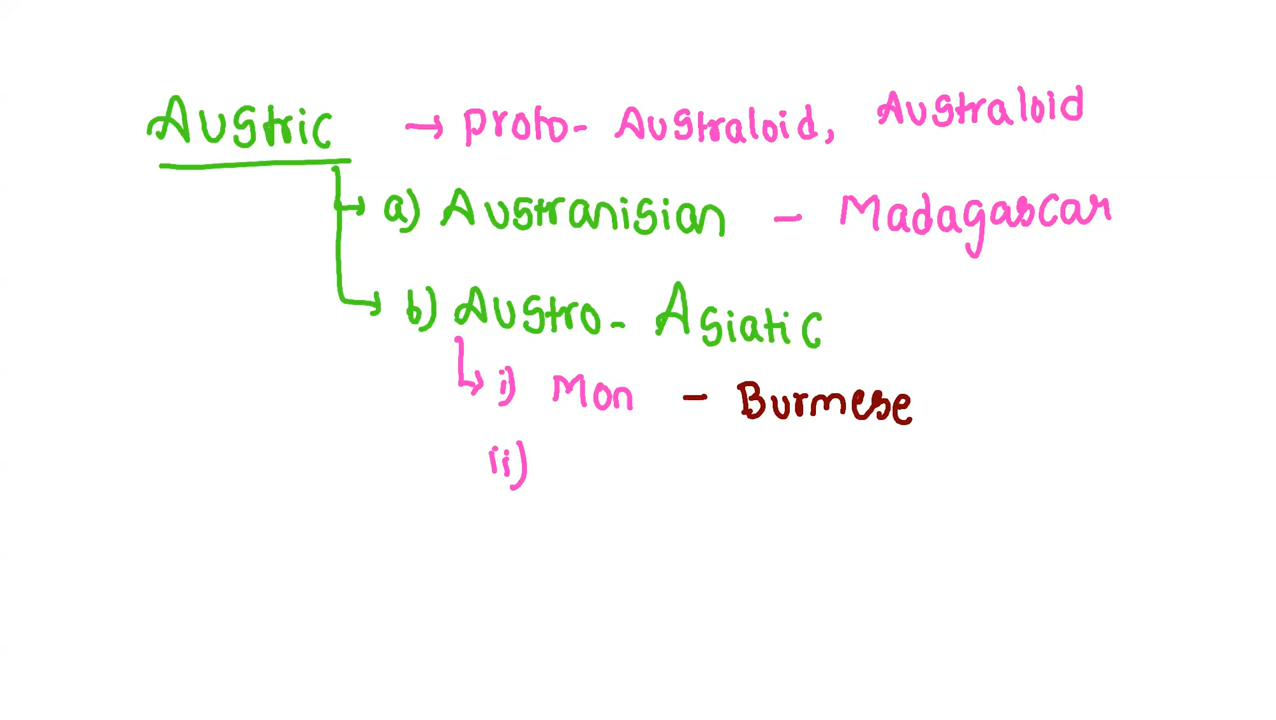 Austric → Proto-Australoid, Australoid
→ a) Austranisian - Madagascar
→ b) Austro-Asiatic
→ i) Mon - Burmese
ii)